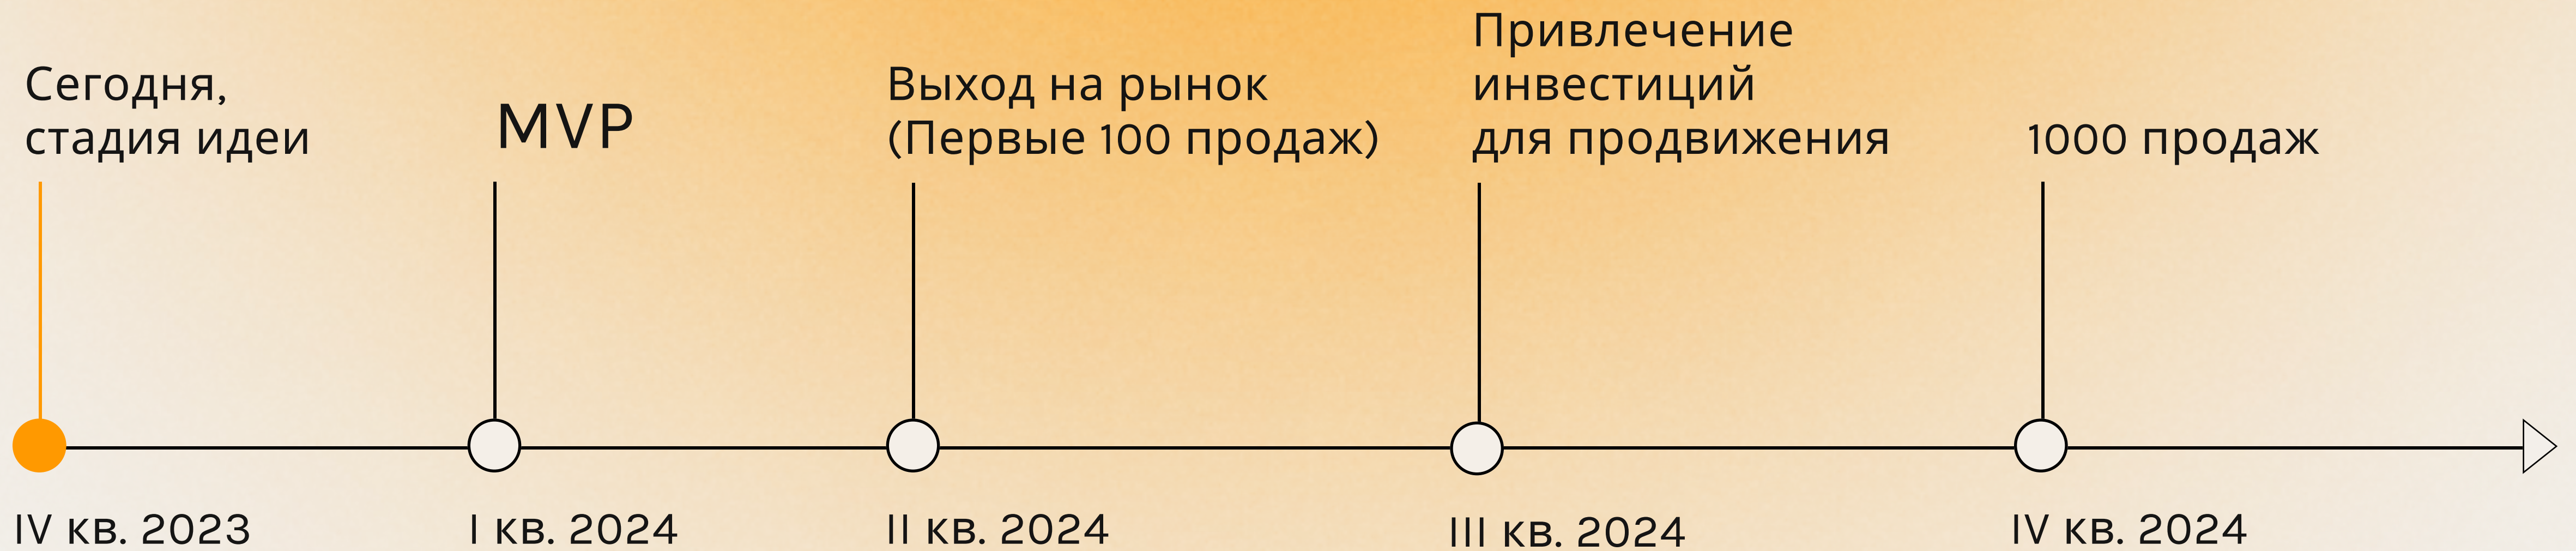 Сегодня,
стадия идеи
MVP
Выход на рынок
(Первые 100 продаж)
Привлечение
инвестиций
для продвижения
1000 продаж
IV кв. 2023
I кв. 2024
II кв. 2024
III кв. 2024
IV кв. 2024